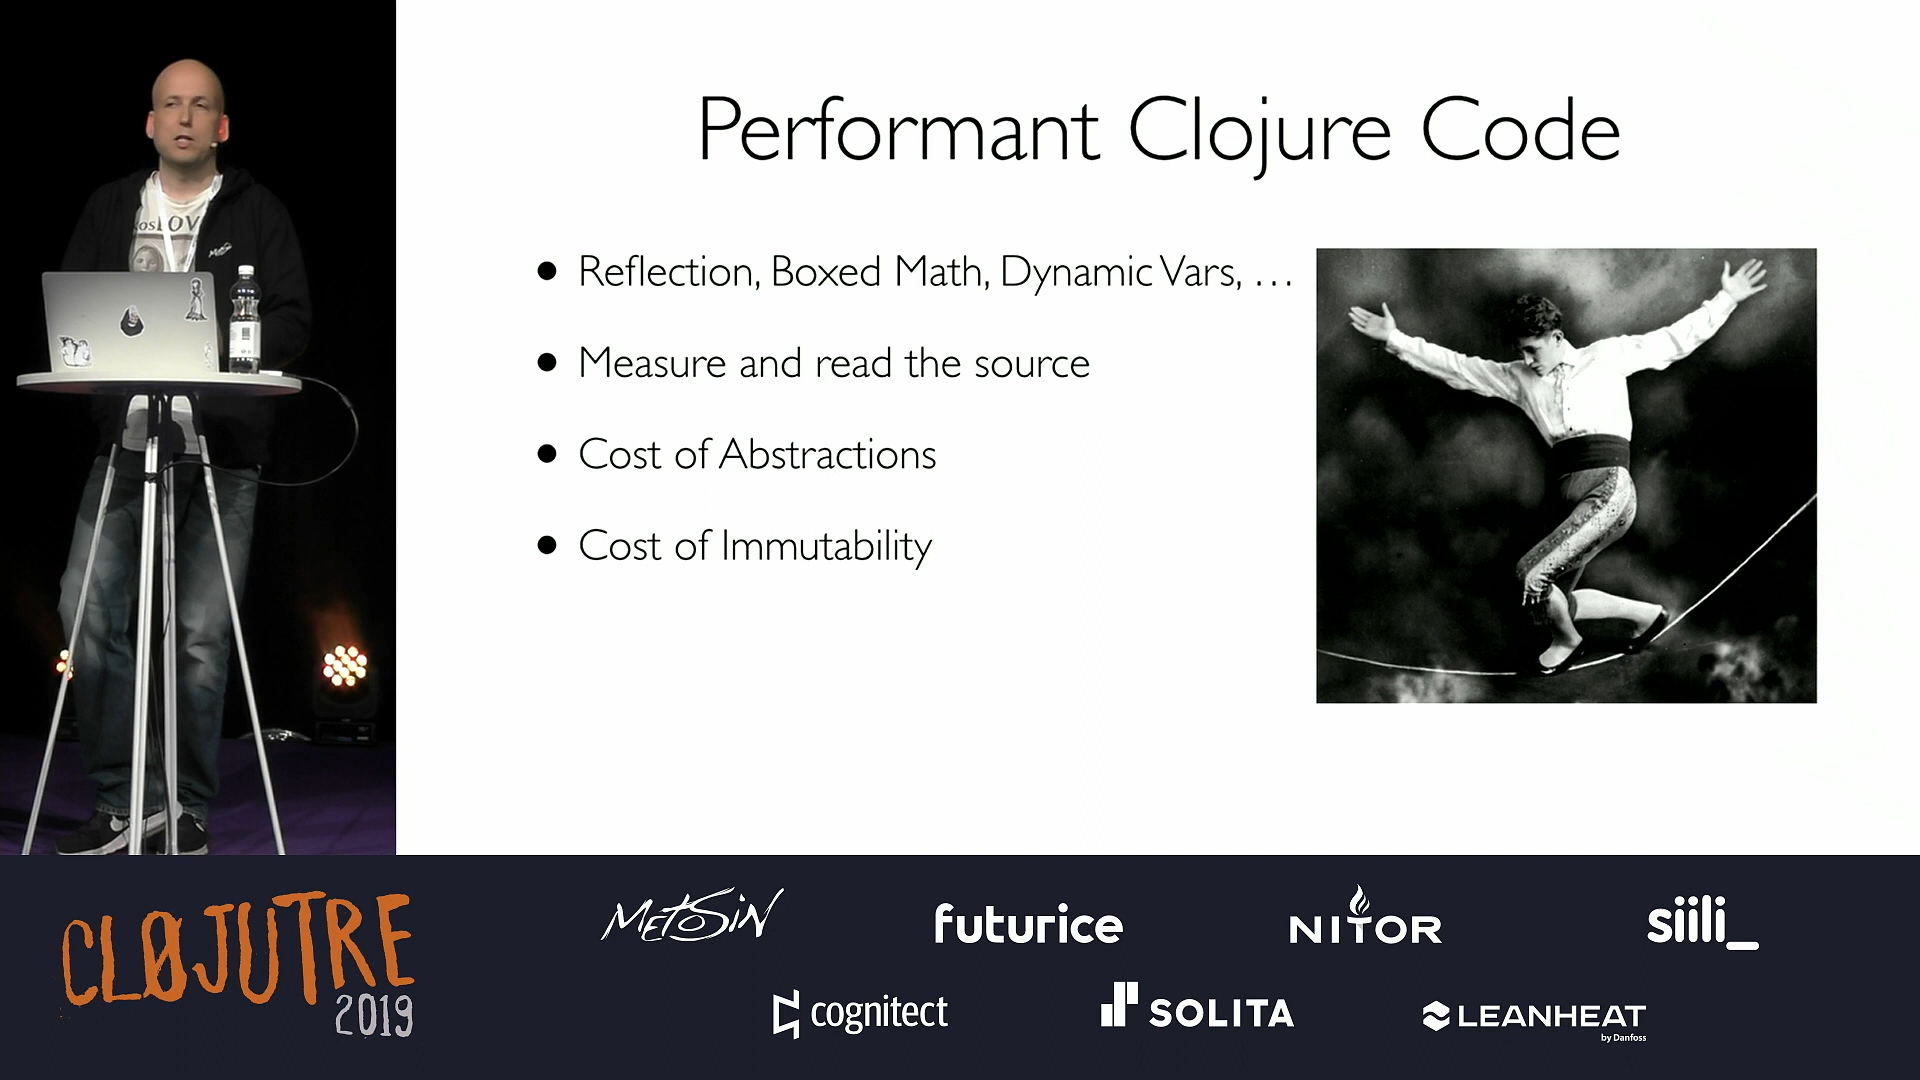 Performant Clojure Code
• Reflection, Boxed Math, Dynamic Vars, …
• Measure and read the source
• Cost of Abstractions
• Cost of Immutability
CLØJUTRE
2019
METOSIN
futurice
NITOR
siili_
cognitect
SOLITA
LEANHEAT
by Danfoss